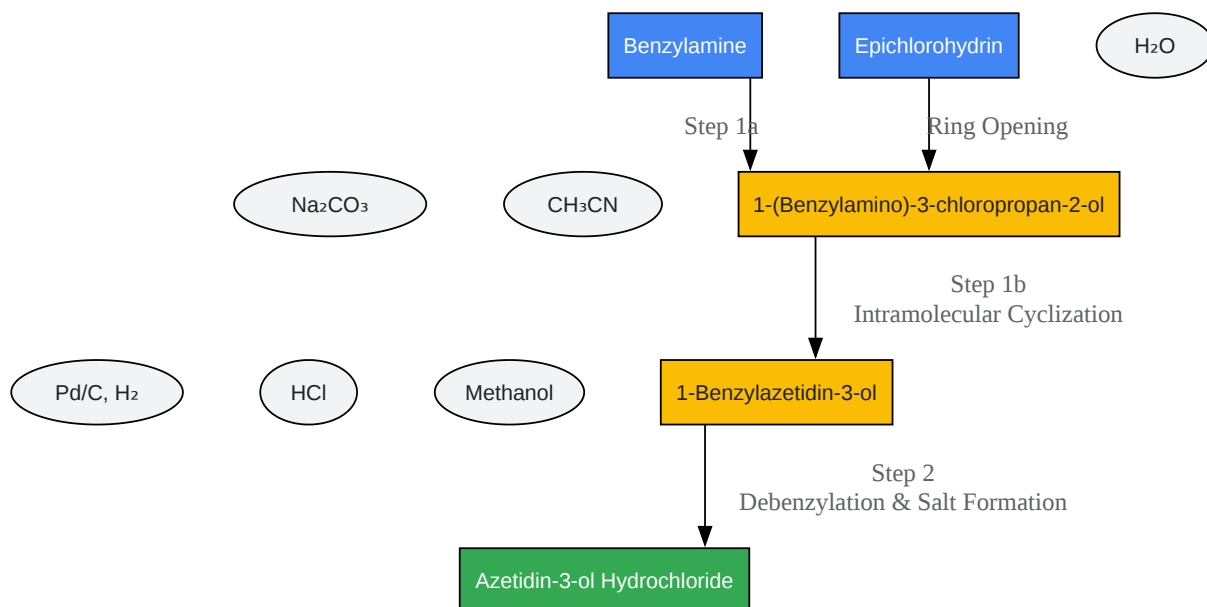 Benzylamine
Epichlorohydrin
H₂O
Step 1a
Ring Opening
Na₂CO₃
CH₃CN
1-(Benzylamino)-3-chloropropan-2-ol
Step 1b
Intramolecular Cyclization
Pd/C, H₂
HCl
Methanol
1-Benzylazetidin-3-ol
Step 2
Debenzylation & Salt Formation
Azetidin-3-ol Hydrochloride